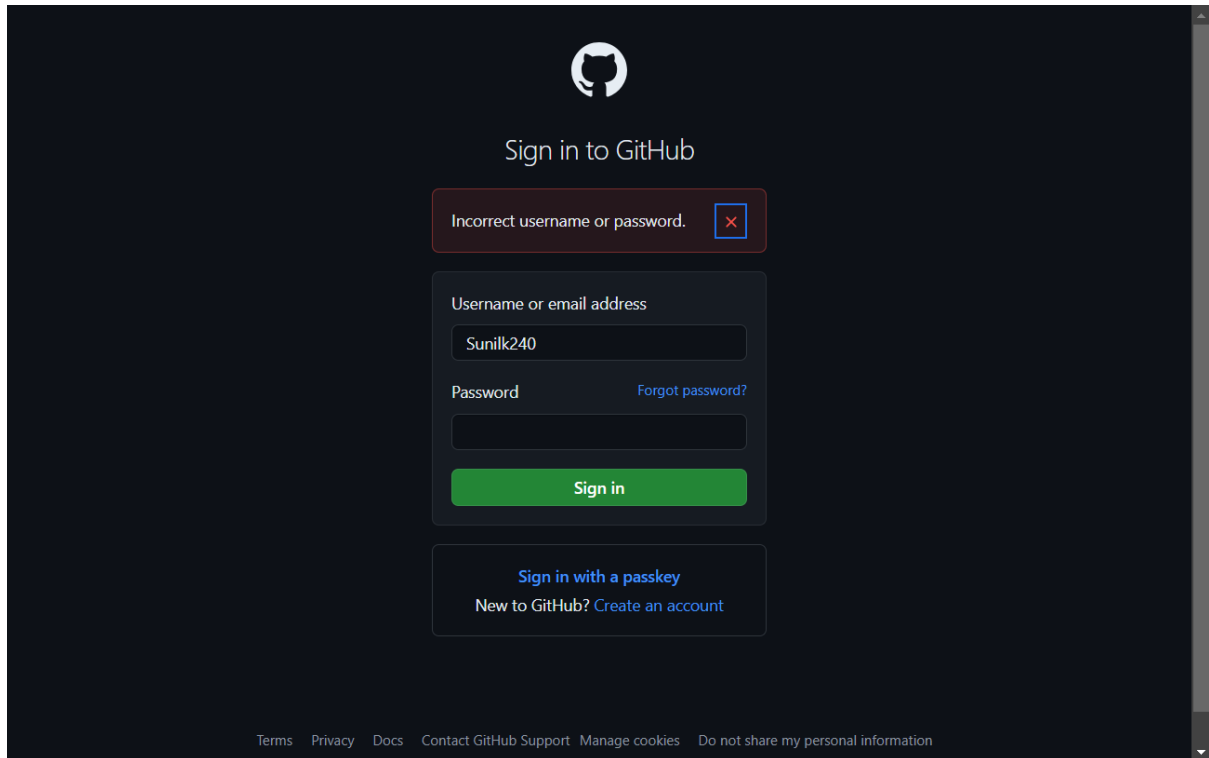 Sign in to GitHub
Incorrect username or password.
Username or email address
Sunilk240
Password Forgot password?
Sign in
Sign in with a passkey
New to GitHub? Create an account
Terms Privacy Docs Contact GitHub Support Manage cookies Do not share my personal information